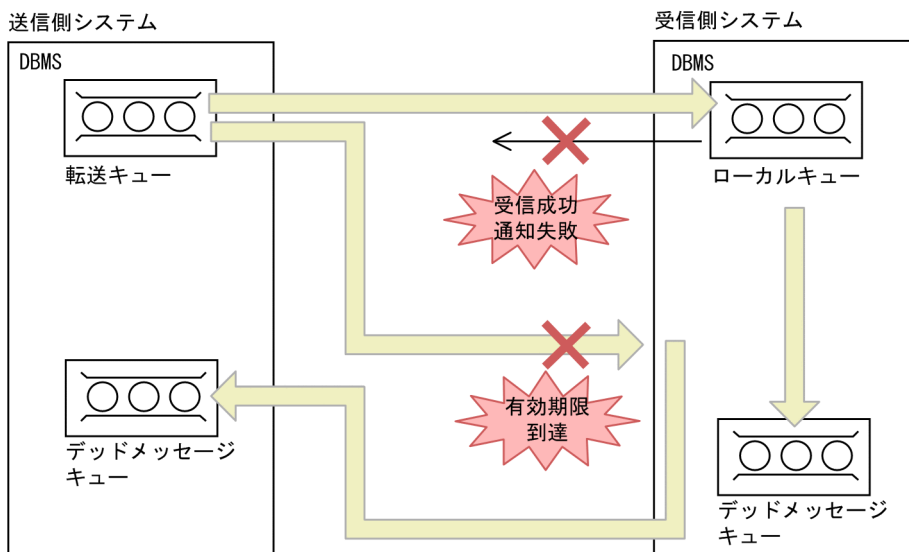 送信側システム
受信側システム
DBMS
DBMS
転送キュー
ローカルキュー
受信成功
通知失敗
有効期限
到達
デッドメッセージ
キュー
デッドメッセージ
キュー